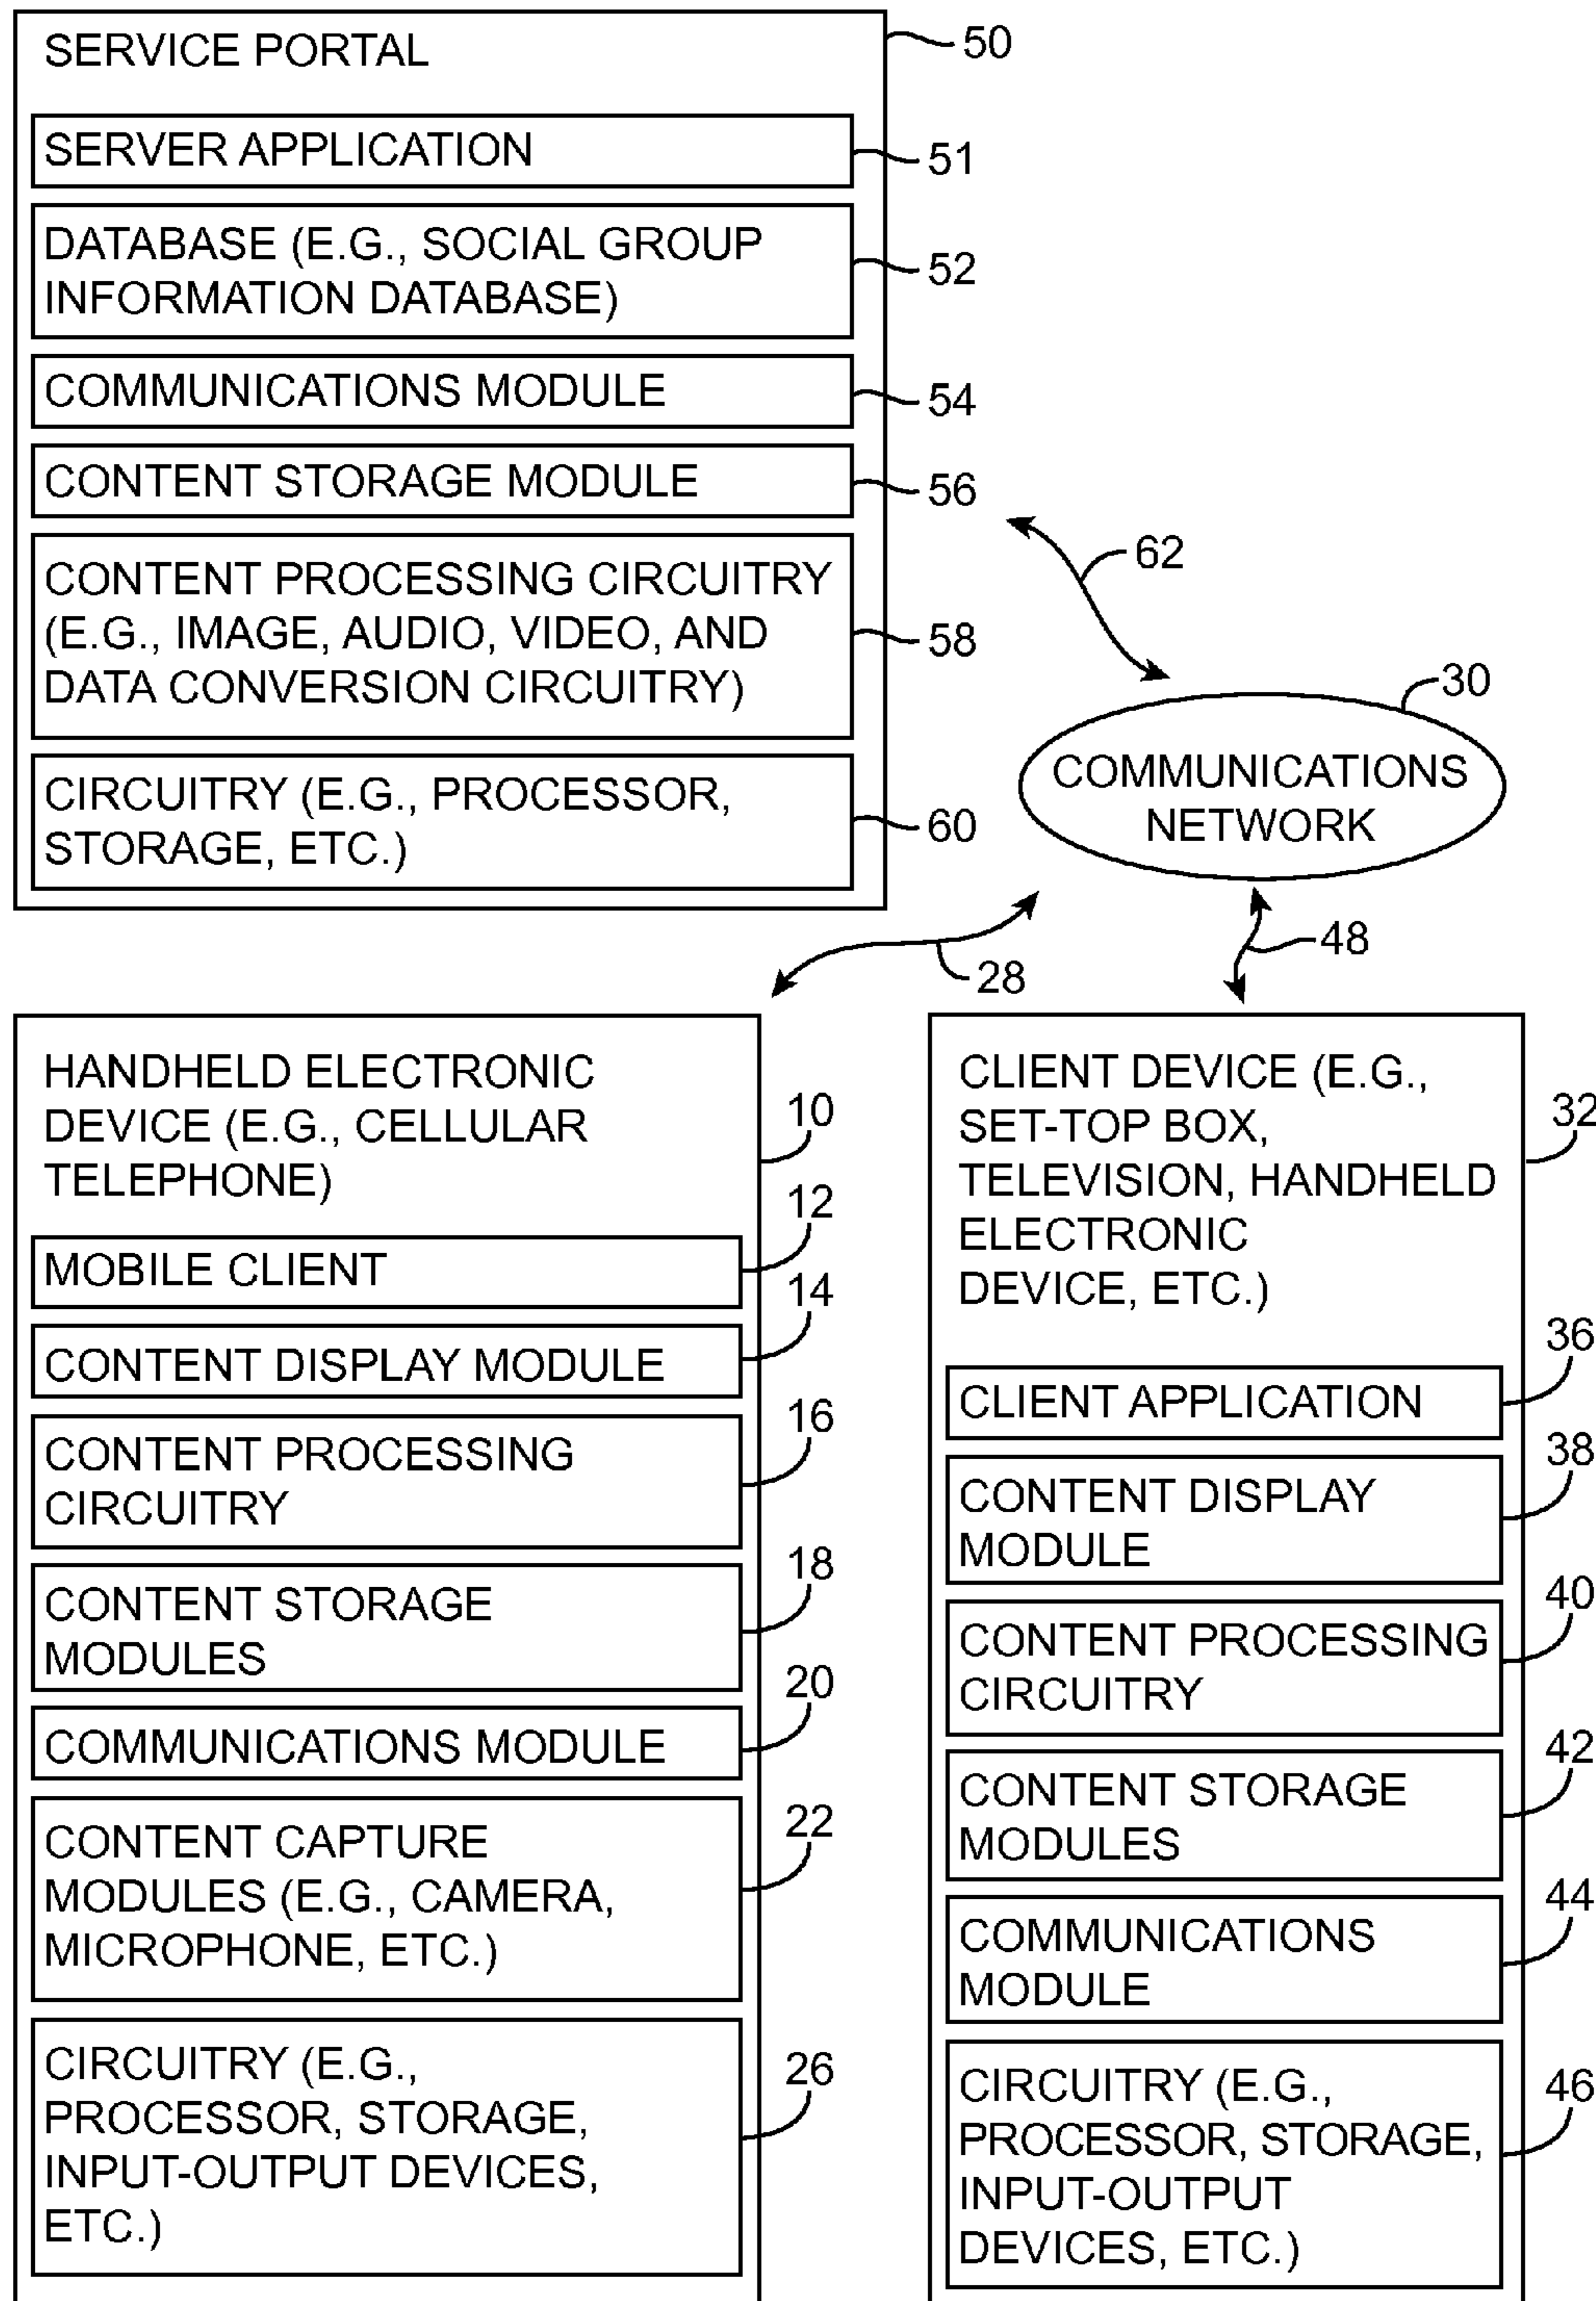 SERVICE PORTAL
50
SERVER APPLICATION
51
DATABASE (E.G., SOCIAL GROUP
INFORMATION DATABASE)
52
COMMUNICATIONS MODULE
54
CONTENT STORAGE MODULE
56
CONTENT PROCESSING CIRCUITRY
(E.G., IMAGE, AUDIO, VIDEO, AND
DATA CONVERSION CIRCUITRY)
58
CIRCUITRY (E.G., PROCESSOR,
STORAGE, ETC.)
60
62
30
COMMUNICATIONS
NETWORK
28
48
HANDHELD ELECTRONIC
DEVICE (E.G., CELLULAR
TELEPHONE)
10
MOBILE CLIENT
12
CONTENT DISPLAY MODULE
14
CONTENT PROCESSING
CIRCUITRY
16
CONTENT STORAGE
MODULES
18
COMMUNICATIONS MODULE
20
CONTENT CAPTURE
MODULES (E.G., CAMERA,
MICROPHONE, ETC.)
22
CIRCUITRY (E.G.,
PROCESSOR, STORAGE,
INPUT-OUTPUT DEVICES,
ETC.)
26
CLIENT DEVICE (E.G.,
SET-TOP BOX,
TELEVISION, HANDHELD
ELECTRONIC
DEVICE, ETC.)
32
CLIENT APPLICATION
36
CONTENT DISPLAY
MODULE
38
CONTENT PROCESSING
CIRCUITRY
40
CONTENT STORAGE
MODULES
42
COMMUNICATIONS
MODULE
44
CIRCUITRY (E.G.,
PROCESSOR, STORAGE,
INPUT-OUTPUT
DEVICES, ETC.)
46